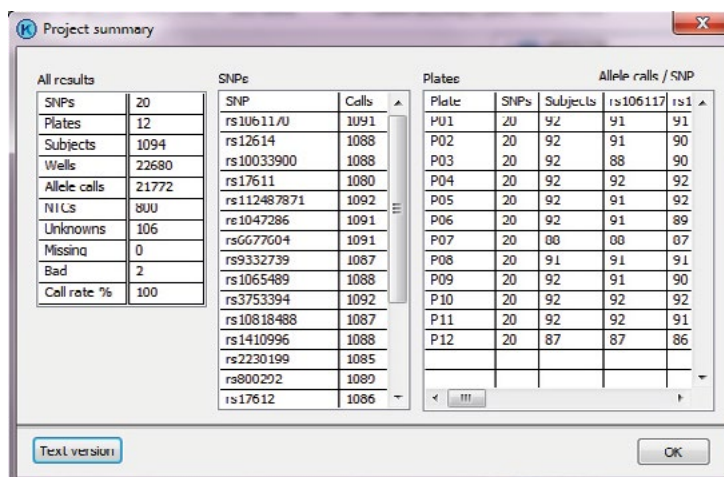 Project summary
All results
SNPs 20
Plates 12
Subjects 1094
Wells 22680
Allele calls 21772
NTCs 800
Unknowns 106
Missing 0
Bad 2
Call rate % 100
SNPs
SNP Calls
rs1061170 1091
rs12614 1088
rs10033900 1088
rs17611 1080
rs112487871 1092
rs1047286 1091
rs6677604 1091
rs9332739 1087
rs1065489 1088
rs3753394 1092
rs10818488 1087
rs1410996 1088
rs2230199 1085
rs800292 1089
rs17612 1086
Plates Allele calls / SNP
Plate SNPs Subjects rs106117 rs1
P01 20 92 91 91
P02 20 92 91 90
P03 20 92 88 90
P04 20 92 92 92
P05 20 92 91 92
P06 20 92 91 89
P07 20 88 88 87
P08 20 91 91 91
P09 20 92 91 90
P10 20 92 92 92
P11 20 92 92 91
P12 20 87 87 86
Text version
OK